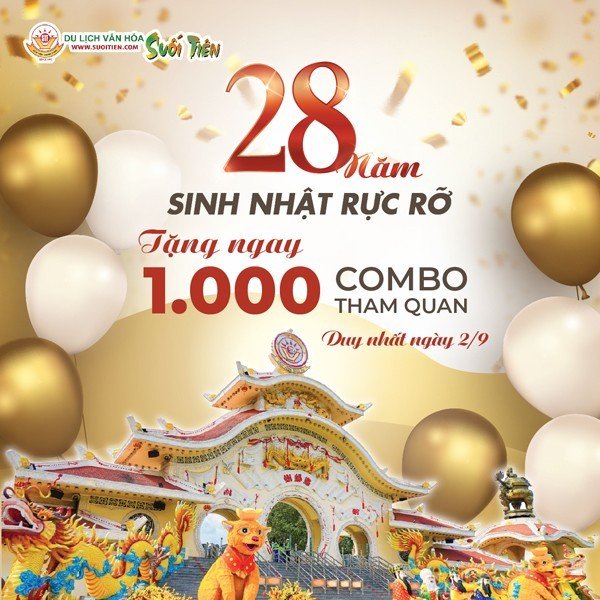 DU LỊCH VĂN HÓA
WWW.SUOITIEN.COM
SUỐI TIÊN
28
Năm
SINH NHẬT RỰC RỠ
Tặng ngay
1.000 COMBO
THAM QUAN
Duy nhất ngày 2/9